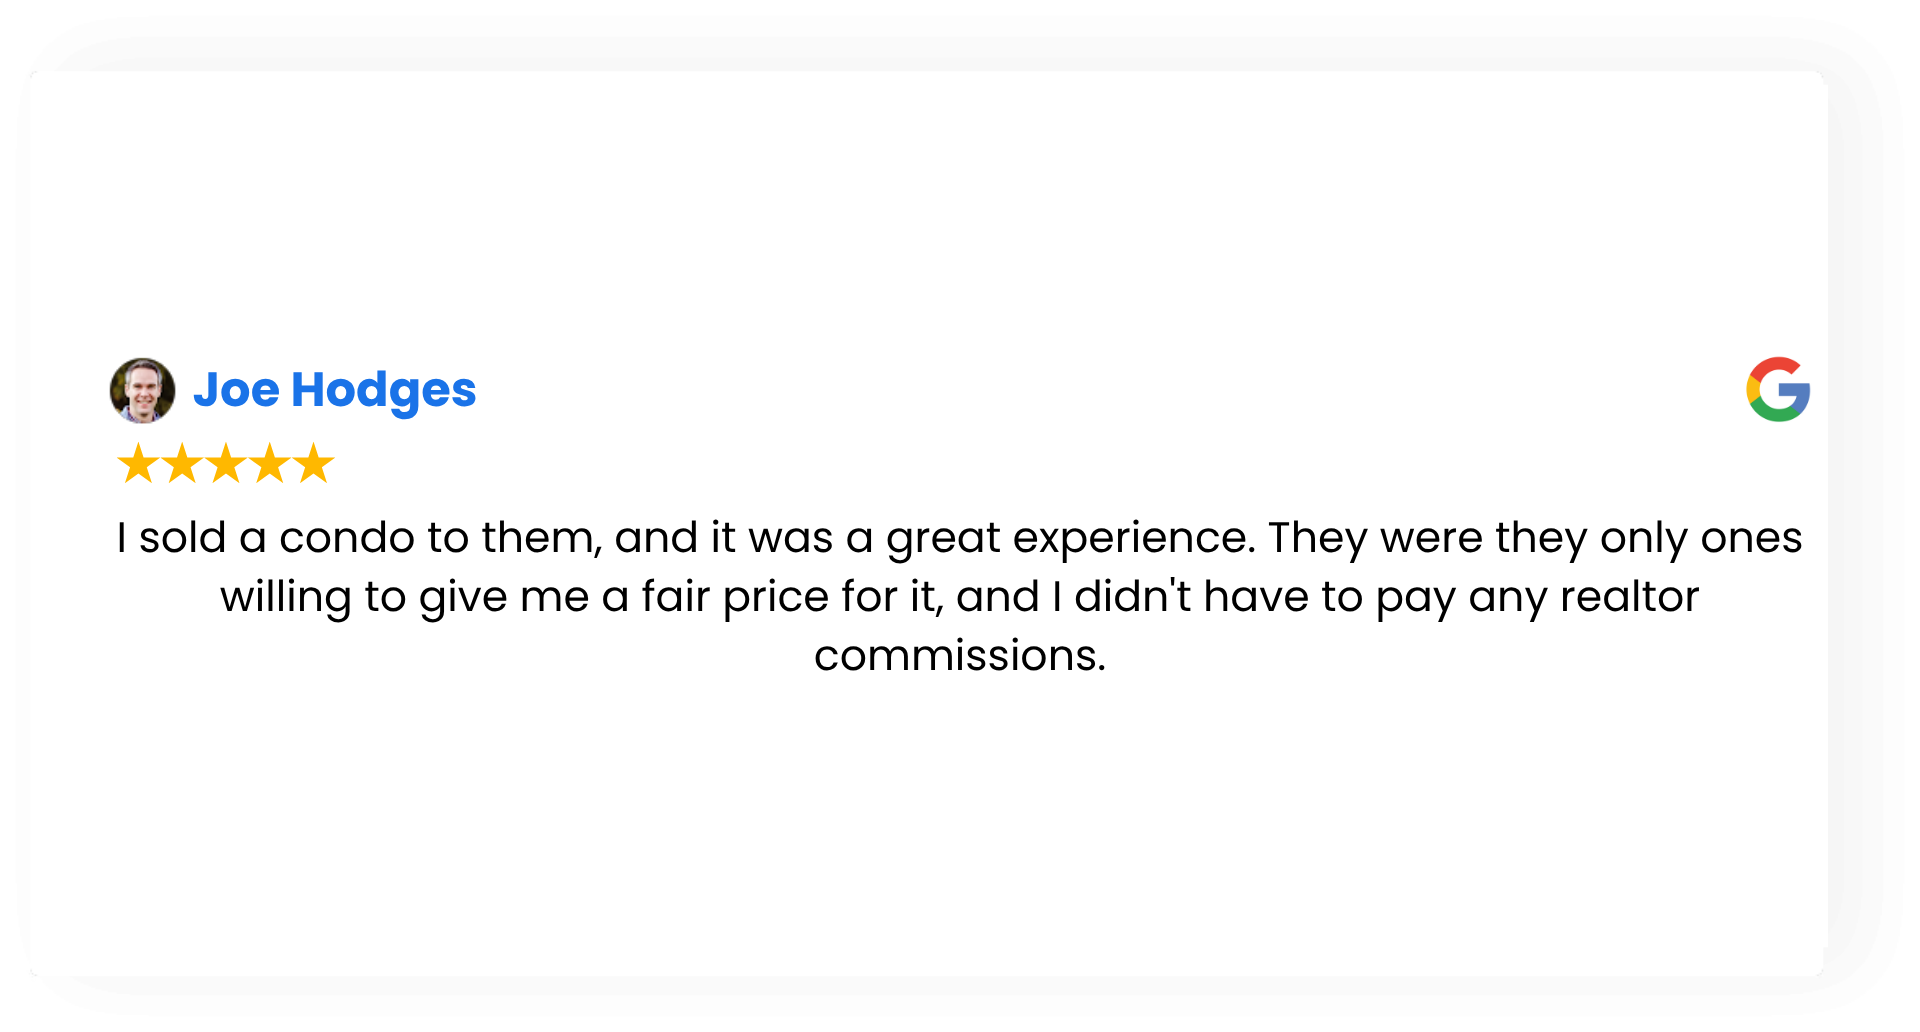 Joe Hodges
I sold a condo to them, and it was a great experience. They were they only ones
willing to give me a fair price for it, and I didn't have to pay any realtor
commissions.